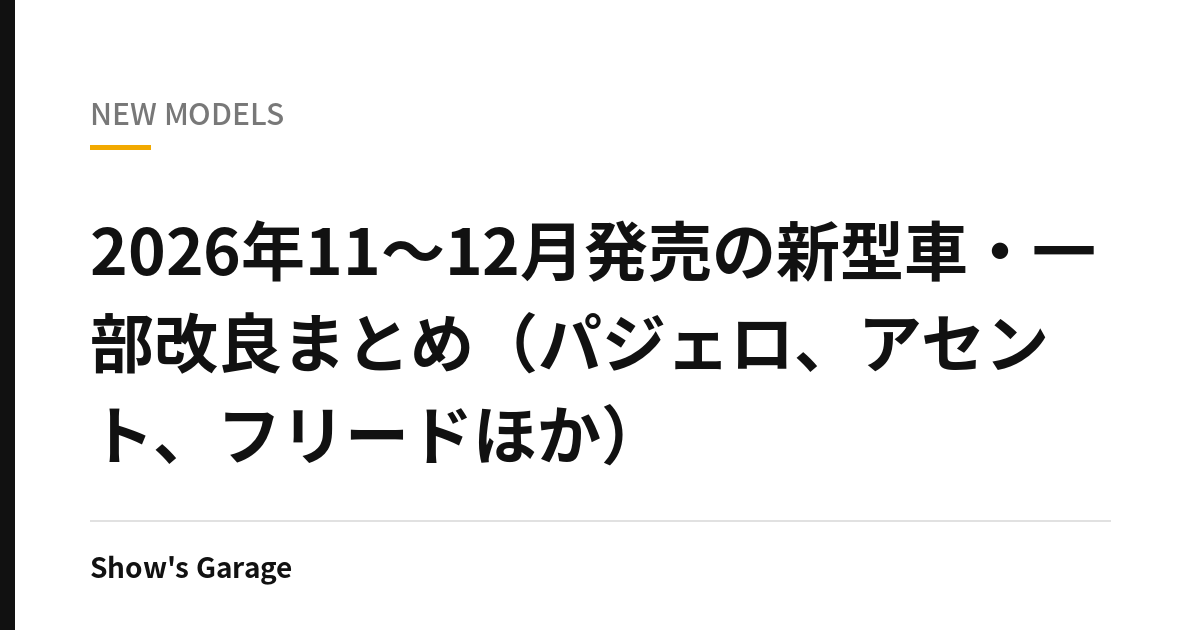 NEW MODELS
2026年11〜12月発売の新型車・一
部改良まとめ（パジェロ、アセン
ト、フリードほか）
Show's Garage